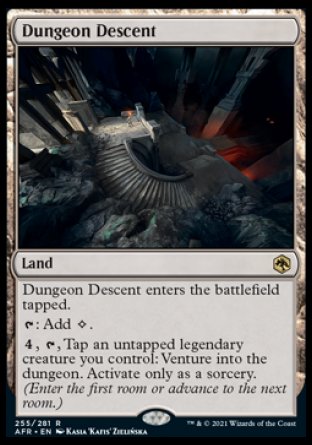 Dungeon Descent
Land
Dungeon Descent enters the battlefield
tapped.
: Add .
4, , Tap an untapped legendary
creature you control: Venture into the
dungeon. Activate only as a sorcery.
(Enter the first room or advance to the next
room.)
255/281 R
AFR • EN Kasia 'Kafis' Zielińska
™ & © 2021 Wizards of the Coast